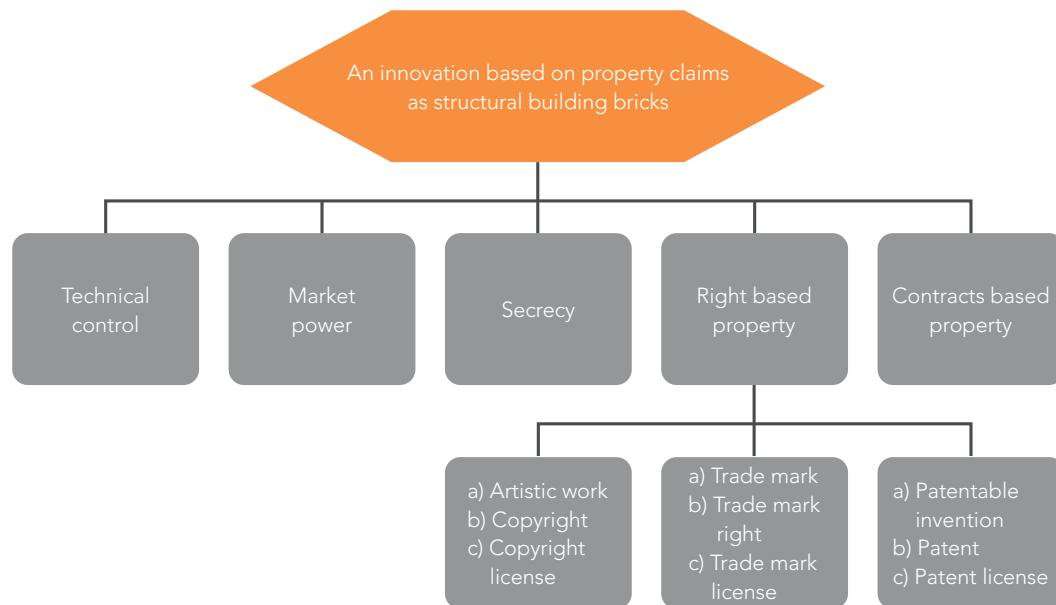 An innovation based on property claims
as structural building bricks
Technical
control
Market
power
Secrecy
Right based
property
Contracts based
property
a) Artistic work
b) Copyright
c) Copyright
license
a) Trade mark
b) Trade mark
right
c) Trade mark
license
a) Patentable
invention
b) Patent
c) Patent license